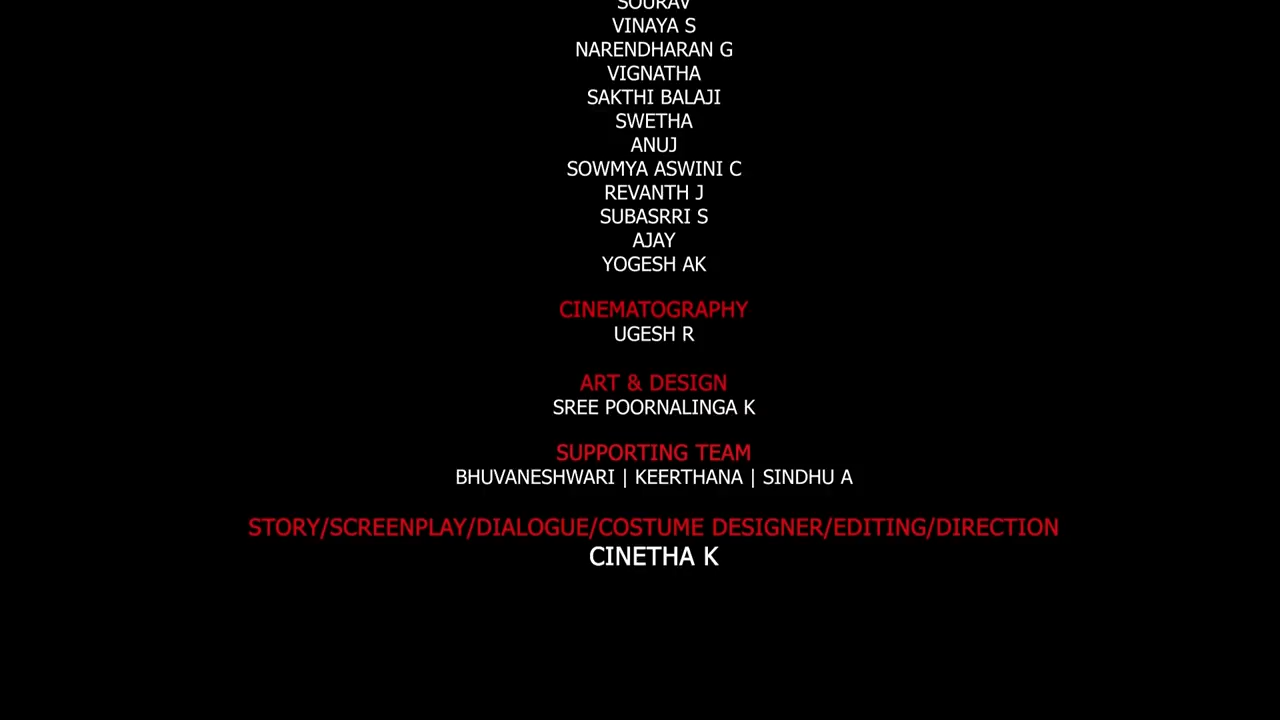 SOURAV
VINAYA S
NARENDHARAN G
VIGNATHA
SAKTHI BALAJI
SWETHA
ANUJ
SOWMYA ASWINI C
REVANTH J
SUBASRRI S
AJAY
YOGESH AK
CINEMATOGRAPHY
UGESH R
ART & DESIGN
SREE POORNALINGA K
SUPPORTING TEAM
BHUVANESHWARI | KEERTHANA | SINDHU A
STORY/SCREENPLAY/DIALOGUE/COSTUME DESIGNER/EDITING/DIRECTION
CINETHA K